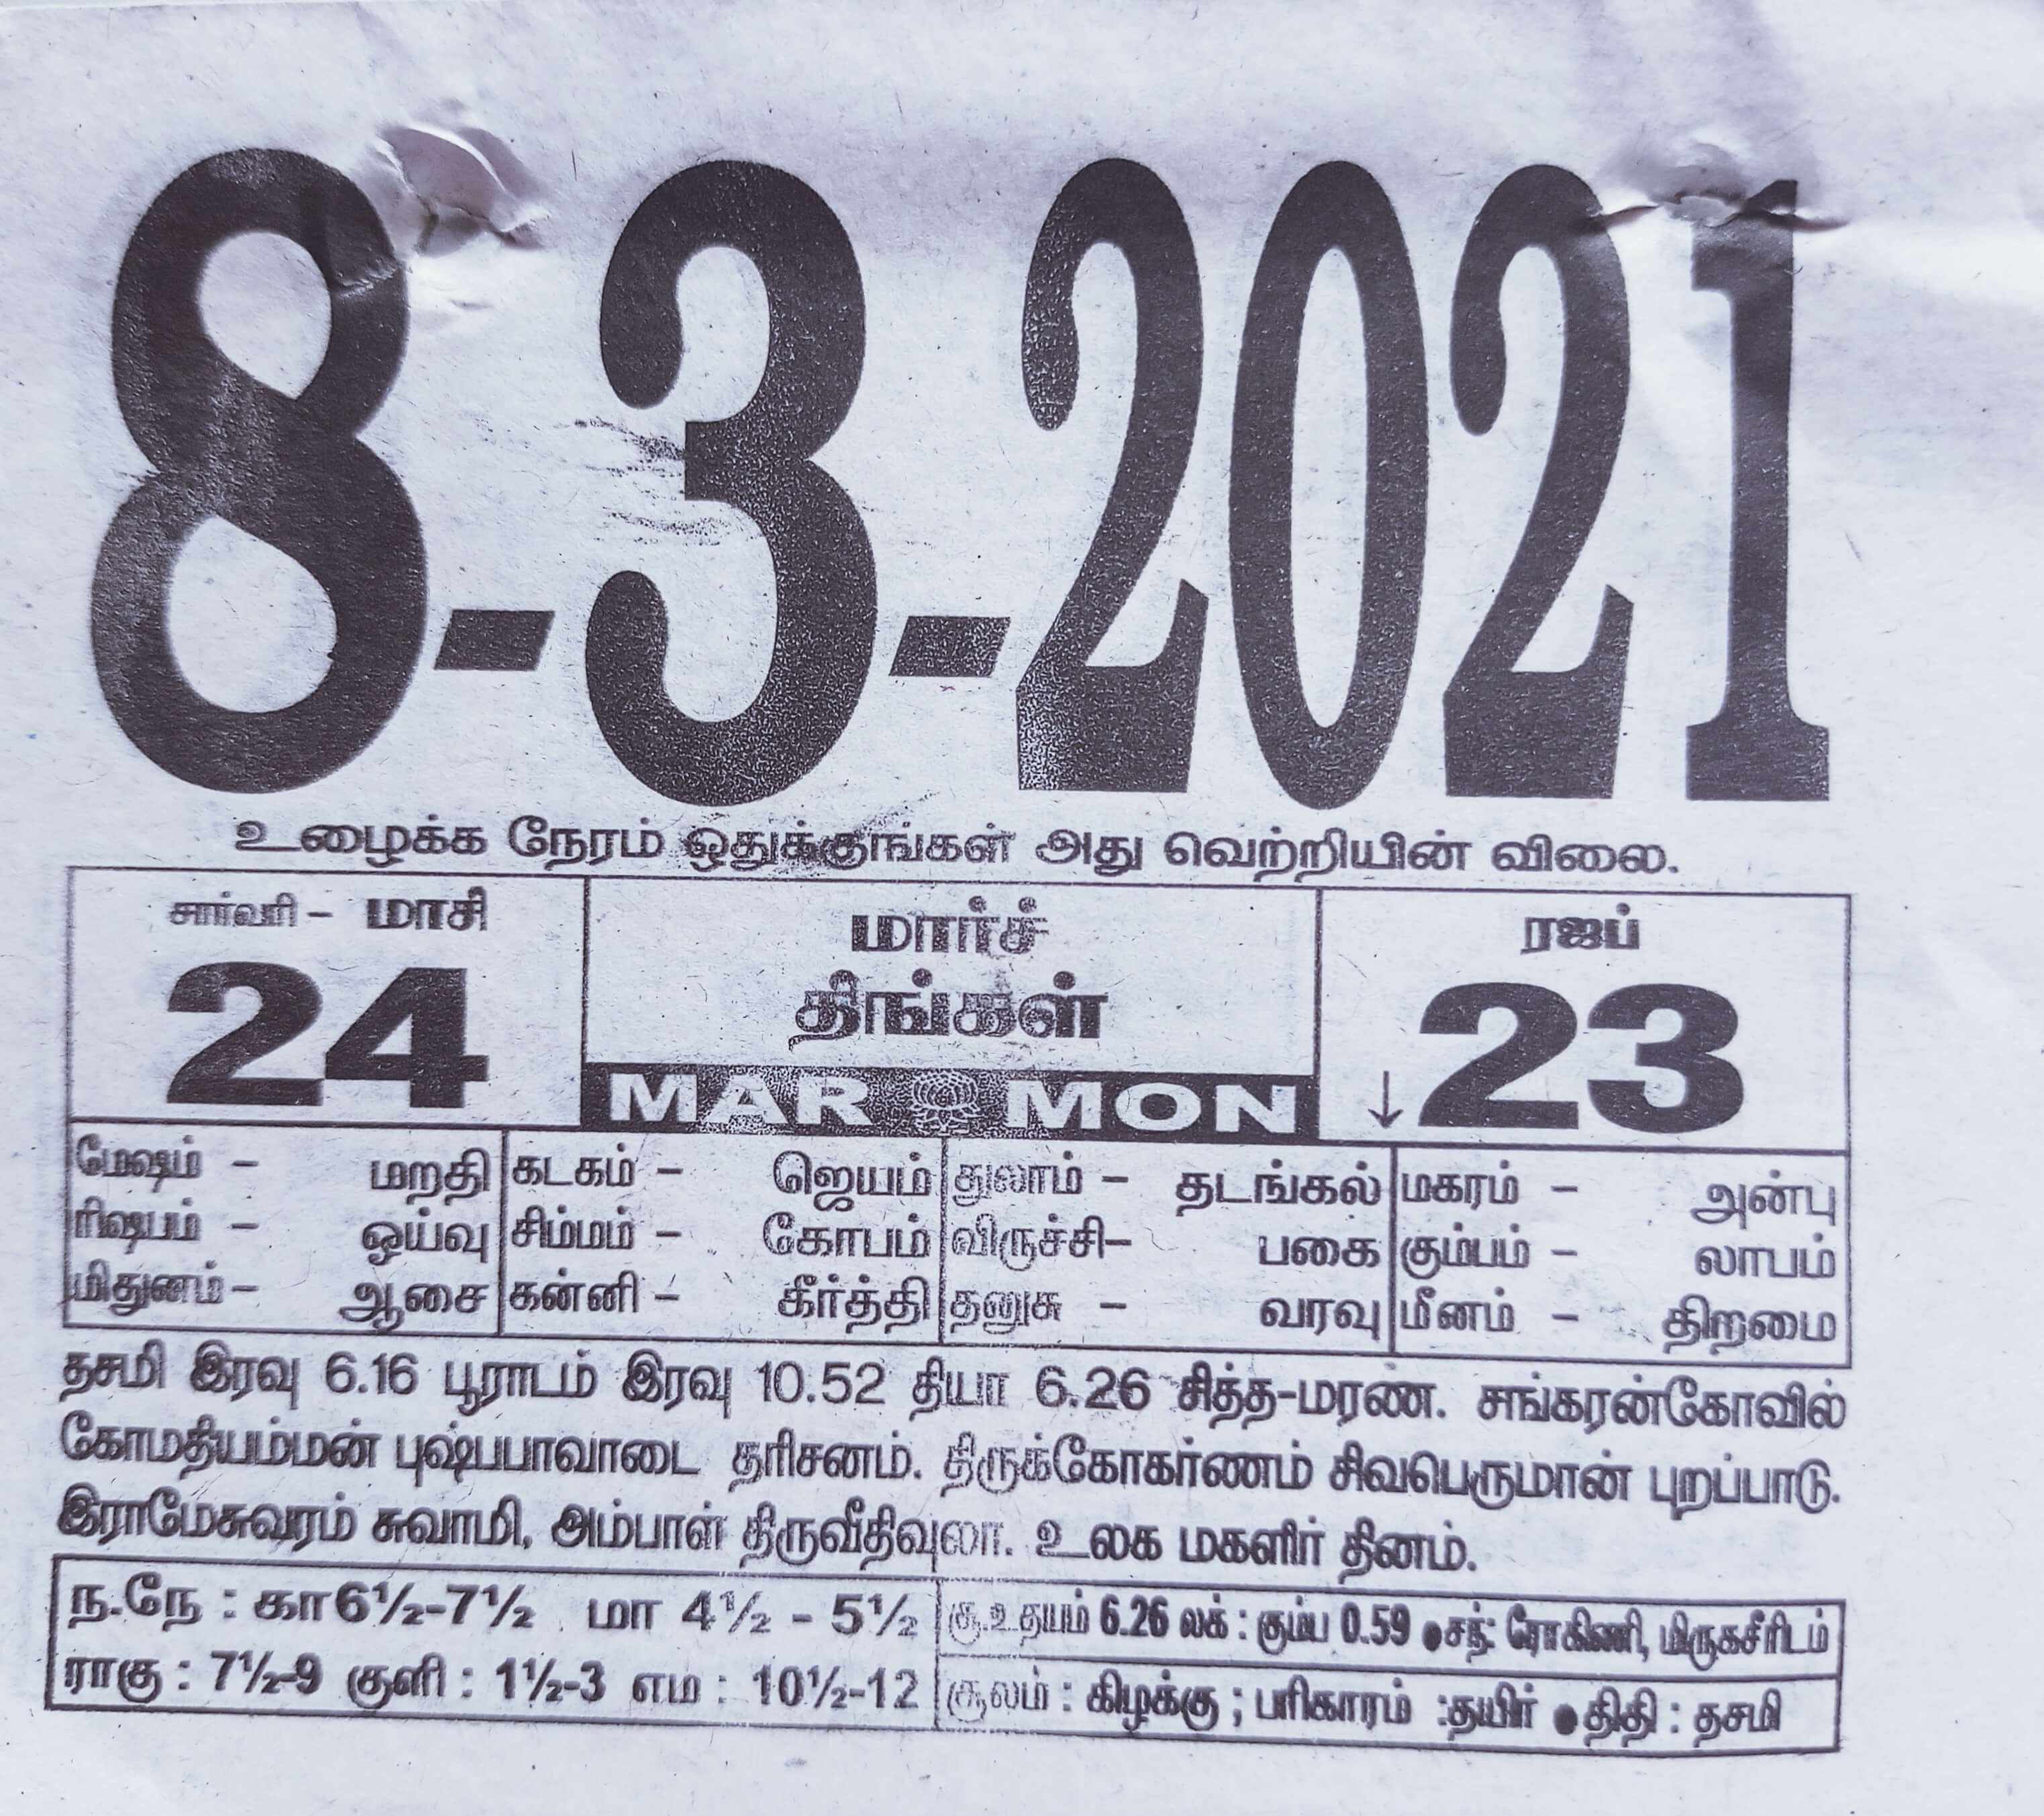 8-3-2021
உழைக்க நேரம் ஒதுக்குங்கள் அது வெற்றியின் விலை.
சார்வரி - மாசி
24
மார்ச்
திங்கள்
MAR MON
ரஜப்
↓23
மேஷம் - மறதி
ரிஷபம் - ஓய்வு
மிதுனம்- ஆசை
கடகம் - ஜெயம்
சிம்மம் - கோபம்
கன்னி - கீர்த்தி
துலாம் - தடங்கல்
விருச்சி- பகை
தனுசு - வரவு
மகரம் - அன்பு
கும்பம் - லாபம்
மீனம் - திறமை
தசமி இரவு 6.16 பூராடம் இரவு 10.52 தியா 6.26 சித்த-மரண. சங்கரன்கோவில்
கோமதியம்மன் புஷ்பபாவாடை தரிசனம். திருக்கோகர்ணம் சிவபெருமான் புறப்பாடு.
இராமேசுவரம் சுவாமி, அம்பாள் திருவீதிவுலா. உலக மகளிர் தினம்.
ந.நே : கா6½-7½ மா 4½ - 5½
ராகு : 7½-9 குளி : 1½-3 எம : 10½-12
சூ.உதயம் 6.26 லக் : கும்ப 0.59 ●சந்: ரோகிணி, மிருகசீரிடம்
சூலம் : கிழக்கு ; பரிகாரம் :தயிர் ●திதி : தசமி